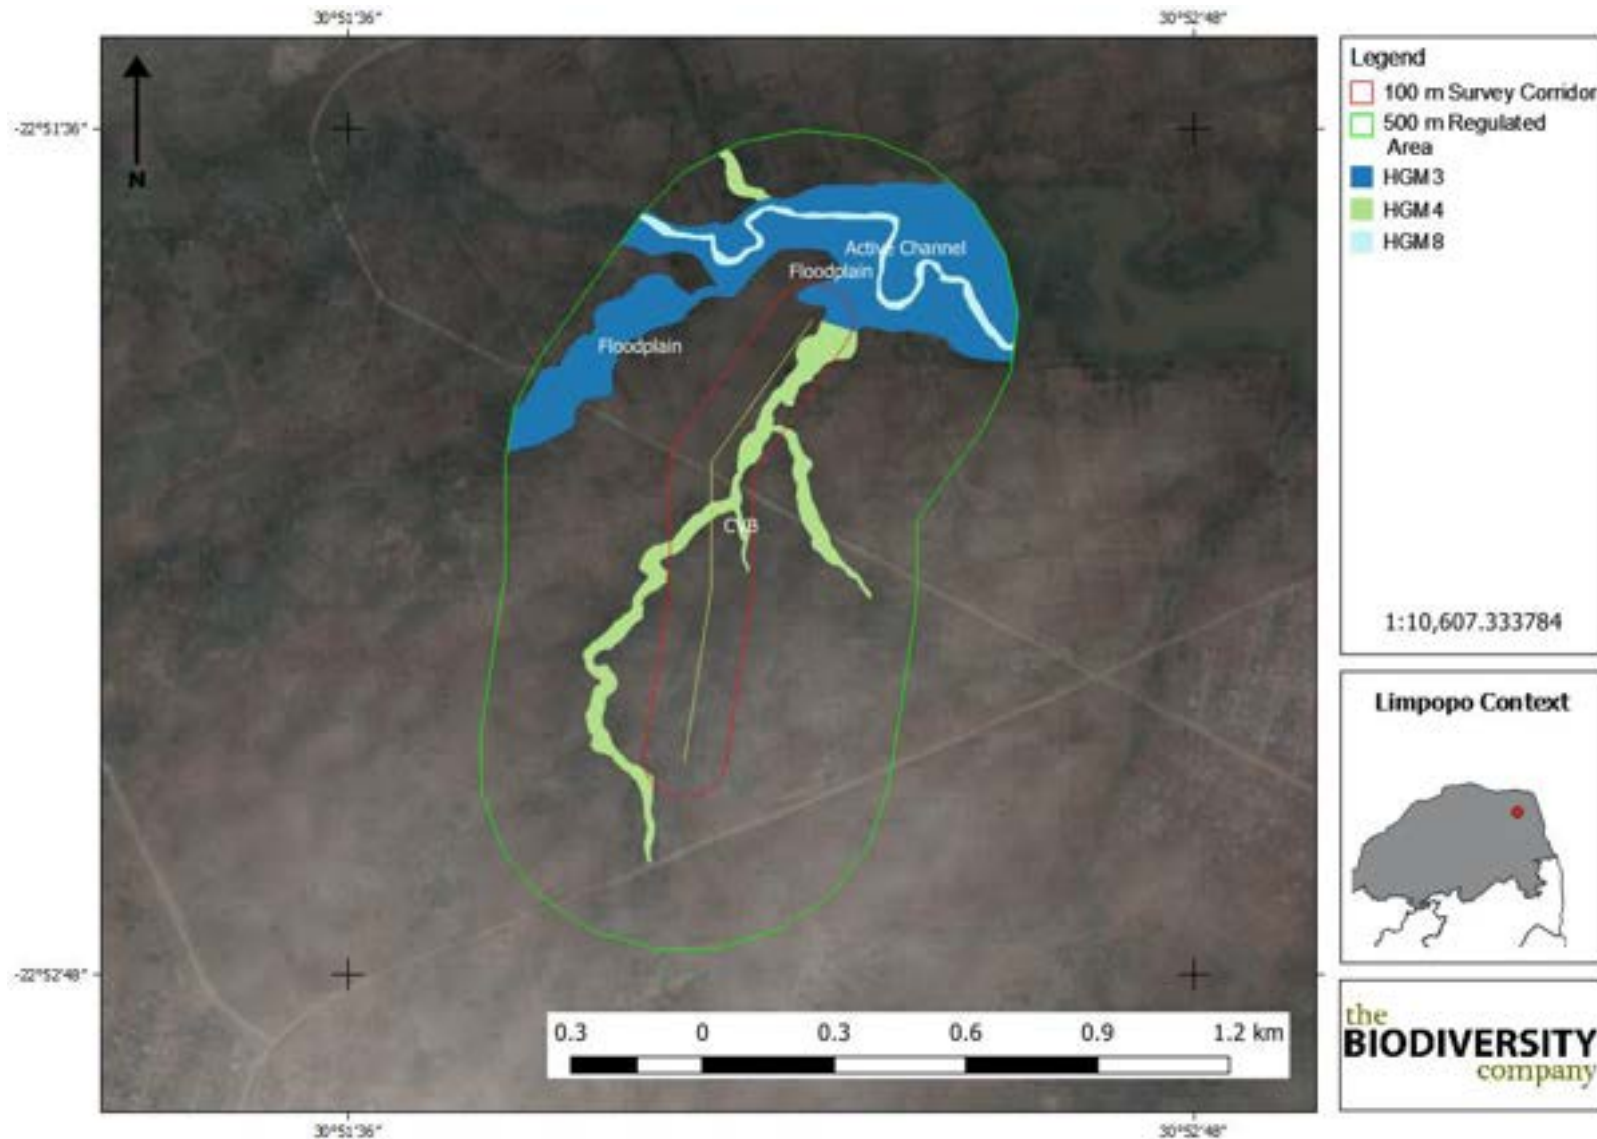 30°51'36"
30°52'48"
-22°51'36"
N
Active Channel
Floodplain
Floodplain
CVB
-22°52'48"
0.3 0 0.3 0.6 0.9 1.2 km
30°51'36"
30°52'48"
Legend
100 m Survey Corridor
500 m Regulated
Area
HGM 3
HGM 4
HGM 8
1:10,607.333784
Limpopo Context
the
BIODIVERSITY
company